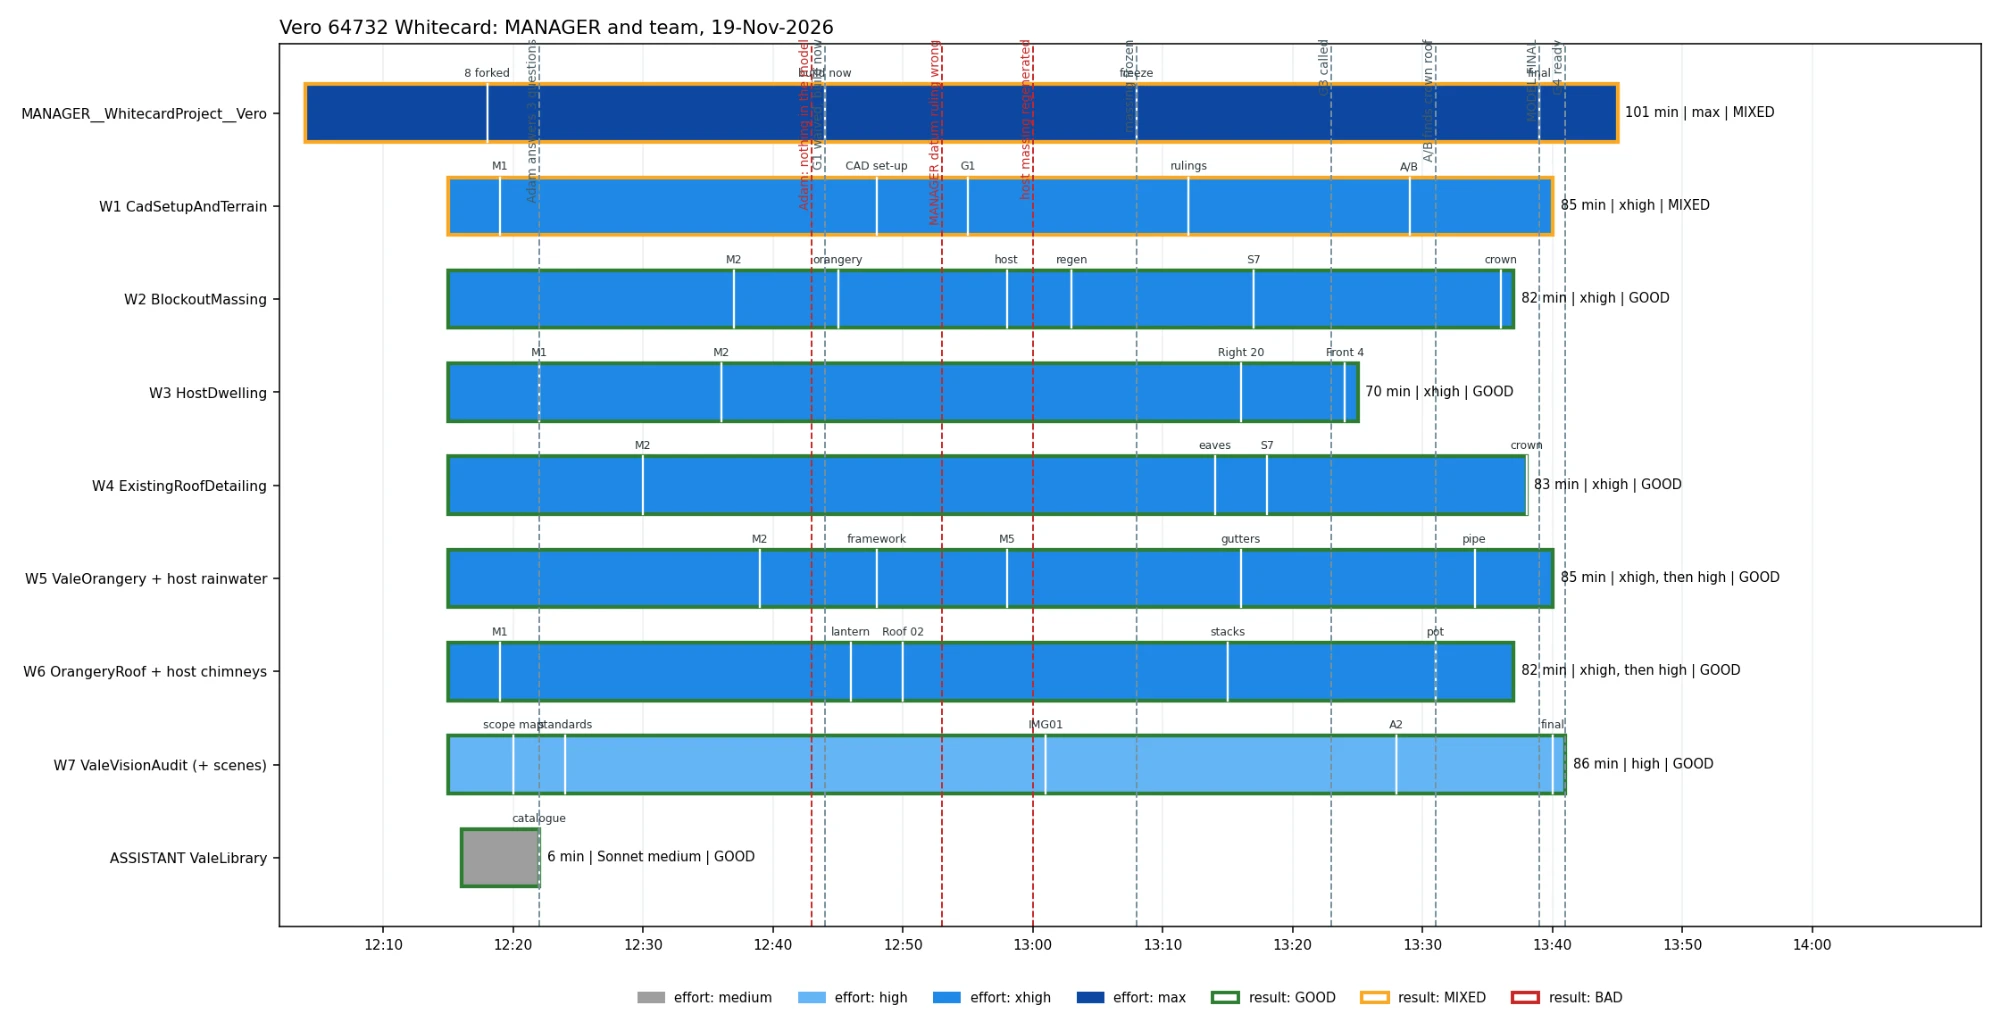 Vero 64732 Whitecard: MANAGER and team, 19-Nov-2026
Adam answers 3 questions
Adam: nothing in the model
G1 waived, build now
MANAGER datum ruling wrong
host massing regenerated
massing frozen
G3 called
A/B finds crown roof
MODEL FINAL
G4 ready
MANAGER__WhitecardProject__Vero
8 forked
build now
freeze
final
101 min | max | MIXED
W1 CadSetupAndTerrain
M1
CAD set-up
G1
rulings
A/B
85 min | xhigh | MIXED
W2 BlockoutMassing
M2
orangery
host
regen
S7
crown
82 min | xhigh | GOOD
W3 HostDwelling
M1
M2
Right 20
Front 4
70 min | xhigh | GOOD
W4 ExistingRoofDetailing
M2
eaves
S7
crown
83 min | xhigh | GOOD
W5 ValeOrangery + host rainwater
M2
framework
M5
gutters
pipe
85 min | xhigh, then high | GOOD
W6 OrangeryRoof + host chimneys
M1
lantern
Roof 02
stacks
pot
82 min | xhigh, then high | GOOD
W7 ValeVisionAudit (+ scenes)
scope map
standards
IMG01
A2
final
86 min | high | GOOD
ASSISTANT ValeLibrary
catalogue
6 min | Sonnet medium | GOOD
12:10 12:20 12:30 12:40 12:50 13:00 13:10 13:20 13:30 13:40 13:50 14:00
effort: medium effort: high effort: xhigh effort: max result: GOOD result: MIXED result: BAD